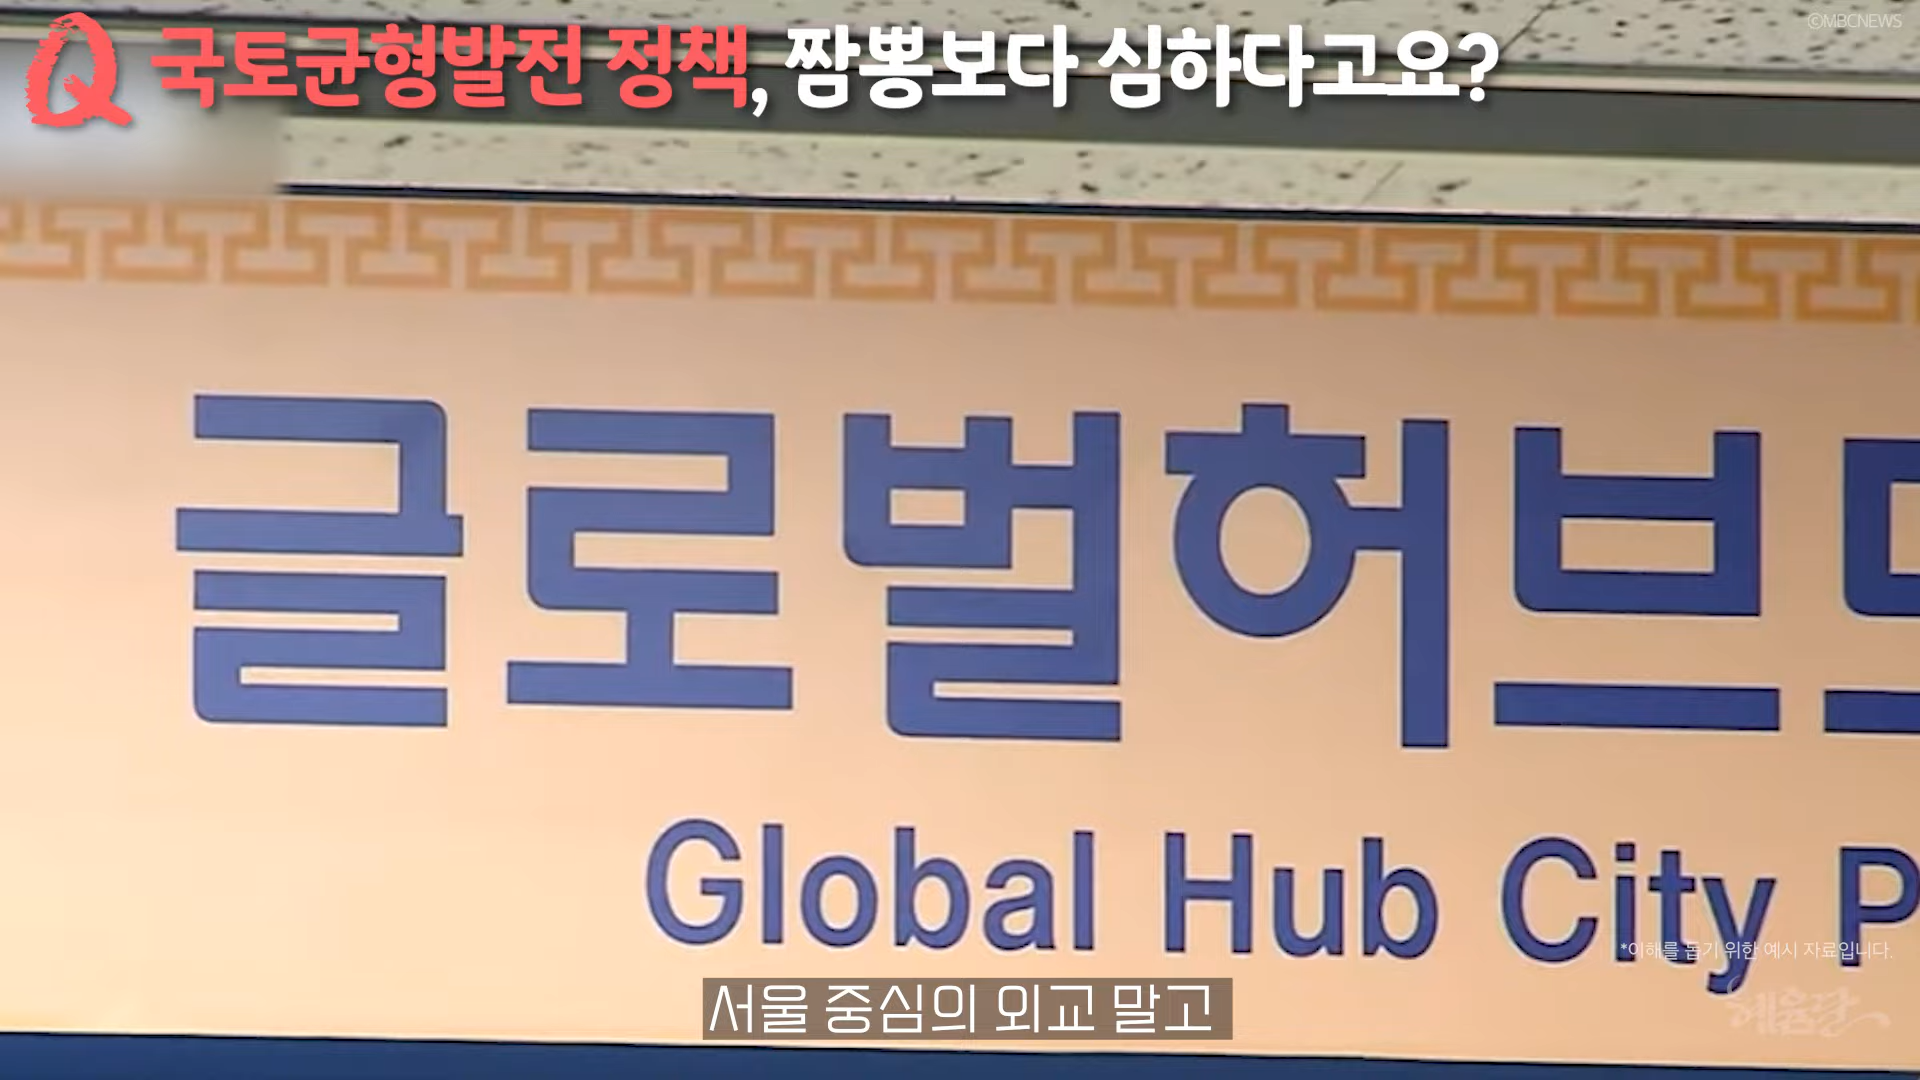 ©MBCNEWS
Q 국토균형발전 정책, 짬뽕보다 심하다고요?
글로벌허브
Global Hub City P
*이해를 돕기 위한 예시 자료입니다.
서울 중심의 외교 말고